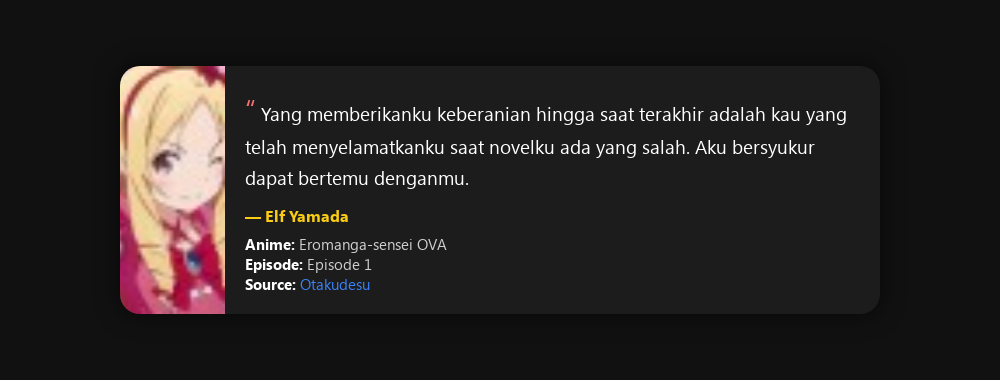 “ Yang memberikanku keberanian hingga saat terakhir adalah kau yang
telah menyelamatkanku saat novelku ada yang salah. Aku bersyukur
dapat bertemu denganmu.
— Elf Yamada
Anime: Eromanga-sensei OVA
Episode: Episode 1
Source: Otakudesu